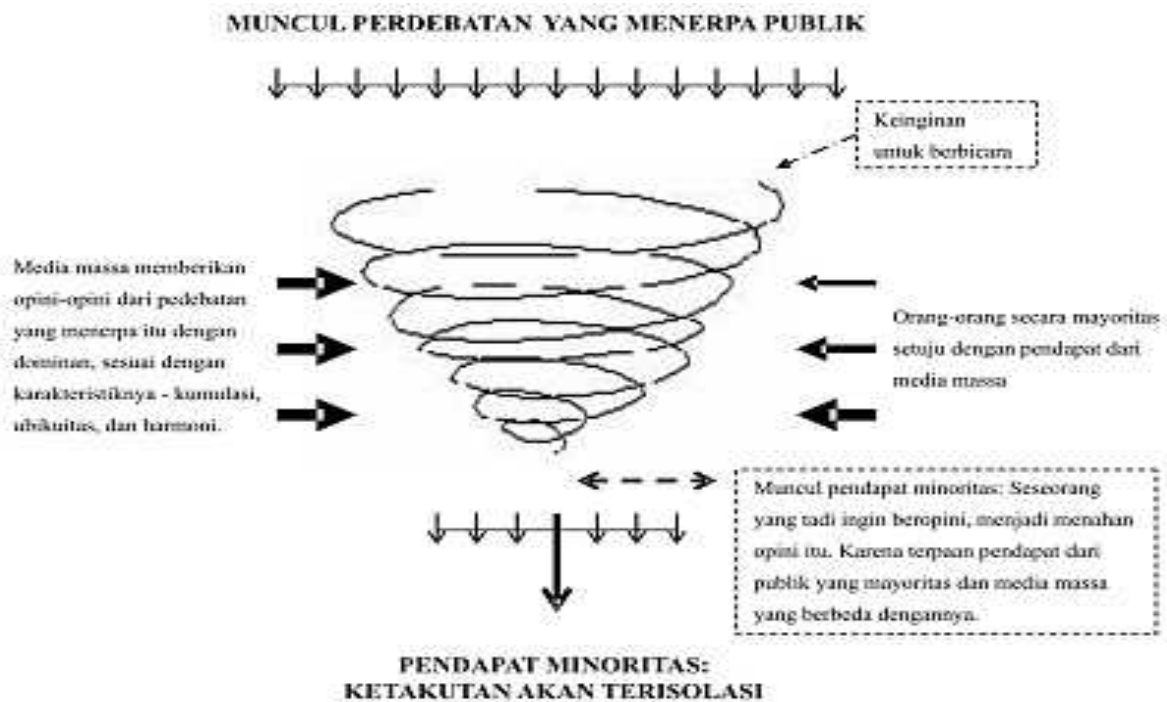 MUNCUL PERDEBATAN YANG MENERPA PUBLIK
Keinginan
untuk berbicara
Media massa memberikan
opini-opini dari pedebatan
yang menerpa itu dengan
dominan, sesuai dengan
karakteristiknya - kumulasi,
ubikuitas, dan harmoni.
Orang-orang secara mayoritas
setuju dengan pendapat dari
media massa
Muncul pendapat minoritas: Seseorang
yang tadi ingin beropini, menjadi menahan
opini itu. Karena terpaan pendapat dari
publik yang mayoritas dan media massa
yang berbeda dengannya.
PENDAPAT MINORITAS:
KETAKUTAN AKAN TERISOLASI